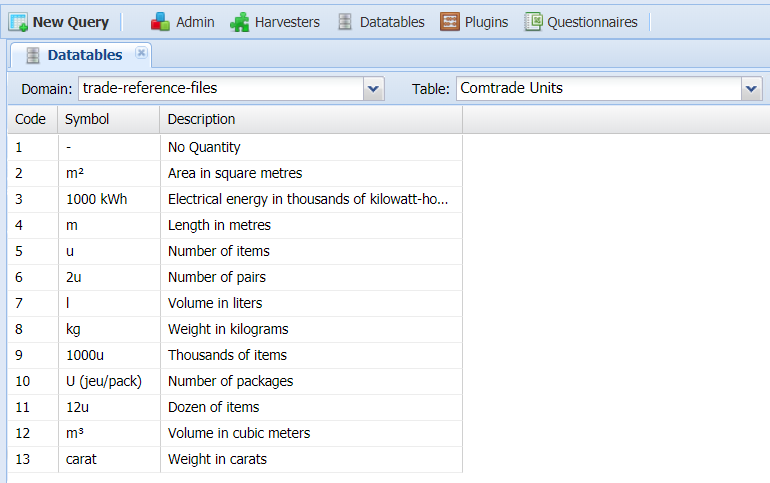 New Query Admin Harvesters Datatables Plugins Questionnaires
Datatables
Domain: trade-reference-files Table: Comtrade Units
Code Symbol Description
1 - No Quantity
2 m² Area in square metres
3 1000 kWh Electrical energy in thousands of kilowatt-ho...
4 m Length in metres
5 u Number of items
6 2u Number of pairs
7 l Volume in liters
8 kg Weight in kilograms
9 1000u Thousands of items
10 U (jeu/pack) Number of packages
11 12u Dozen of items
12 m³ Volume in cubic meters
13 carat Weight in carats